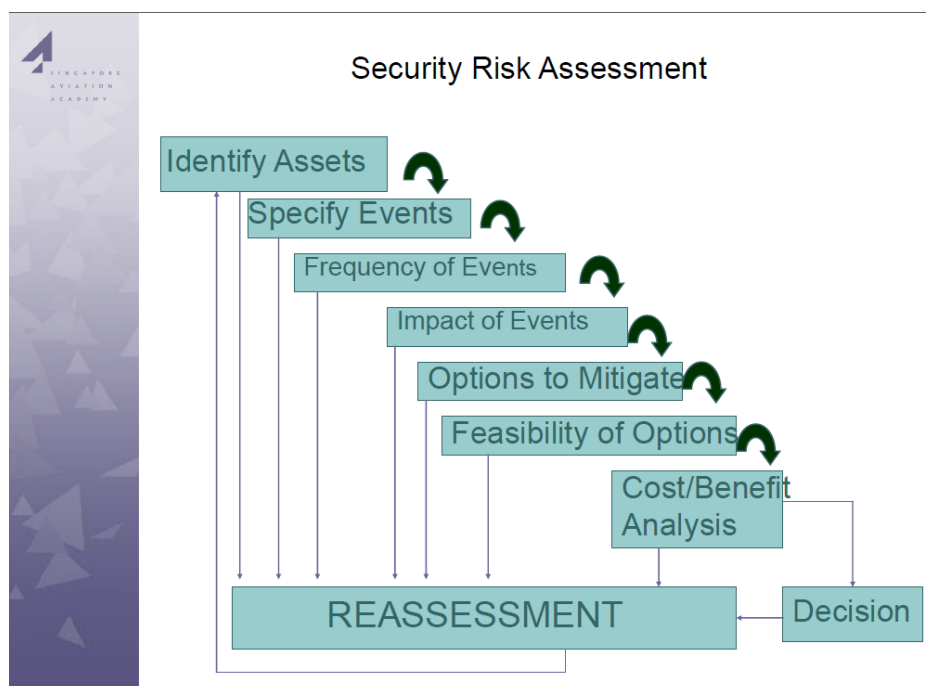 SINGAPORE
AVIATION
ACADEMY
Security Risk Assessment
Identify Assets
Specify Events
Frequency of Events
Impact of Events
Options to Mitigate
Feasibility of Options
Cost/Benefit
Analysis
REASSESSMENT
Decision